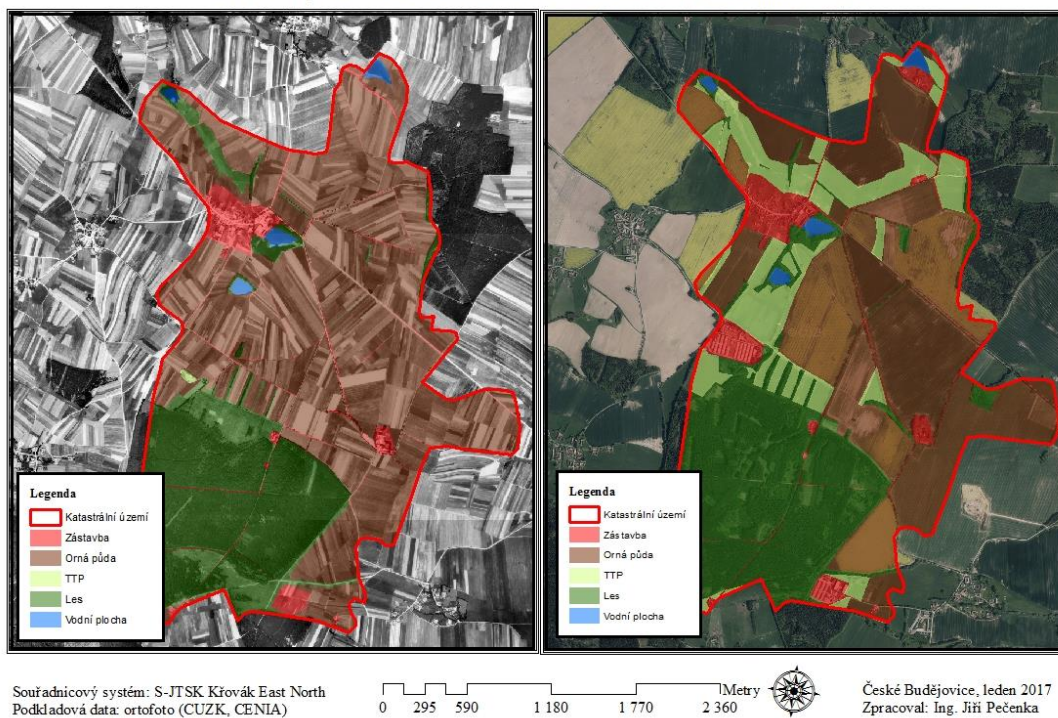 Legenda
Katastrální území
Zástavba
Orná půda
TTP
Les
Vodní plocha
Legenda
Katastrální území
Zástavba
Orná půda
TTP
Les
Vodní plocha
Souřadnicový systém: S-JTSK Křovák East North
Podkladová data: ortofoto (CUZK, CENIA)
Metry
0 295 590 1 180 1 770 2 360
České Budějovice, leden 2017
Zpracoval: Ing. Jiří Pečenka